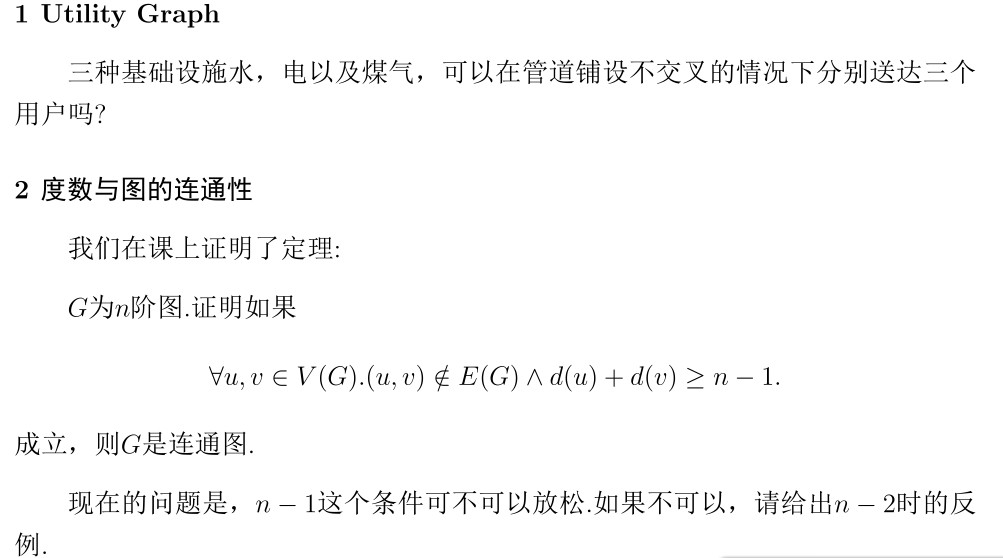 1 Utility Graph
三种基础设施水，电以及煤气，可以在管道铺设不交叉的情况下分别送达三个
用户吗?
2 度数与图的连通性
我们在课上证明了定理:
G为n阶图.证明如果
∀u, v ∈ V(G).(u, v) ∉ E(G) ∧ d(u) + d(v) ≥ n − 1.
成立，则G是连通图.
现在的问题是，n − 1这个条件可不可以放松.如果不可以，请给出n − 2时的反
例.